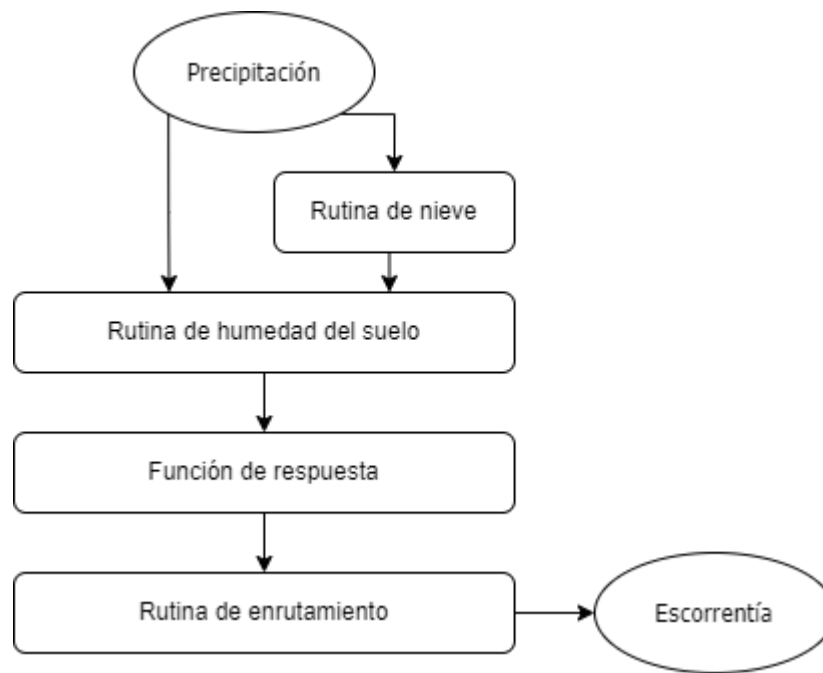 Precipitación
Rutina de nieve
Rutina de humedad del suelo
Función de respuesta
Rutina de enrutamiento
Escorrentía